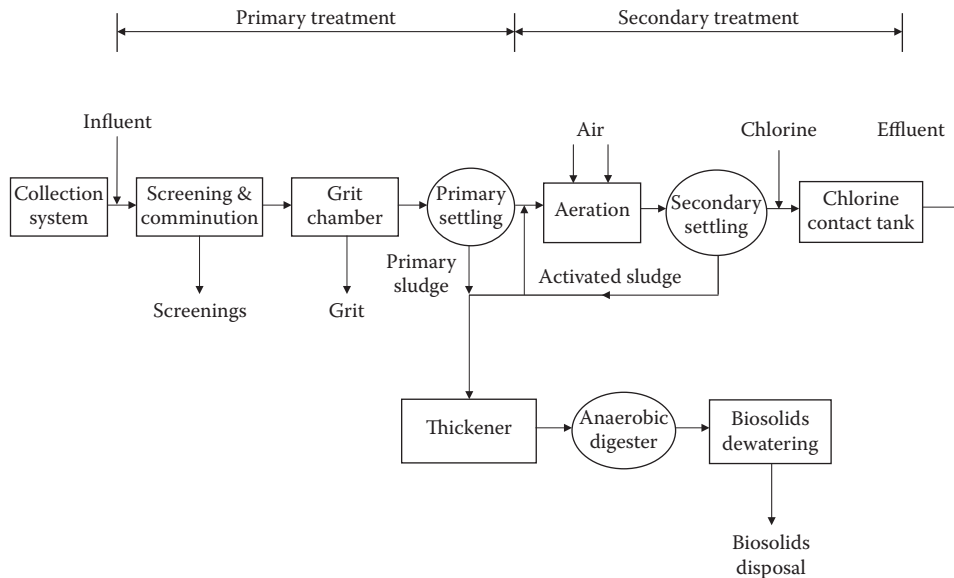 Primary treatment
Secondary treatment
Influent
Air
Chlorine
Effluent
Collection
system
Screening &
comminution
Grit
chamber
Primary
settling
Aeration
Secondary
settling
Chlorine
contact tank
Primary
sludge
Activated sludge
Screenings
Grit
Thickener
Anaerobic
digester
Biosolids
dewatering
Biosolids
disposal